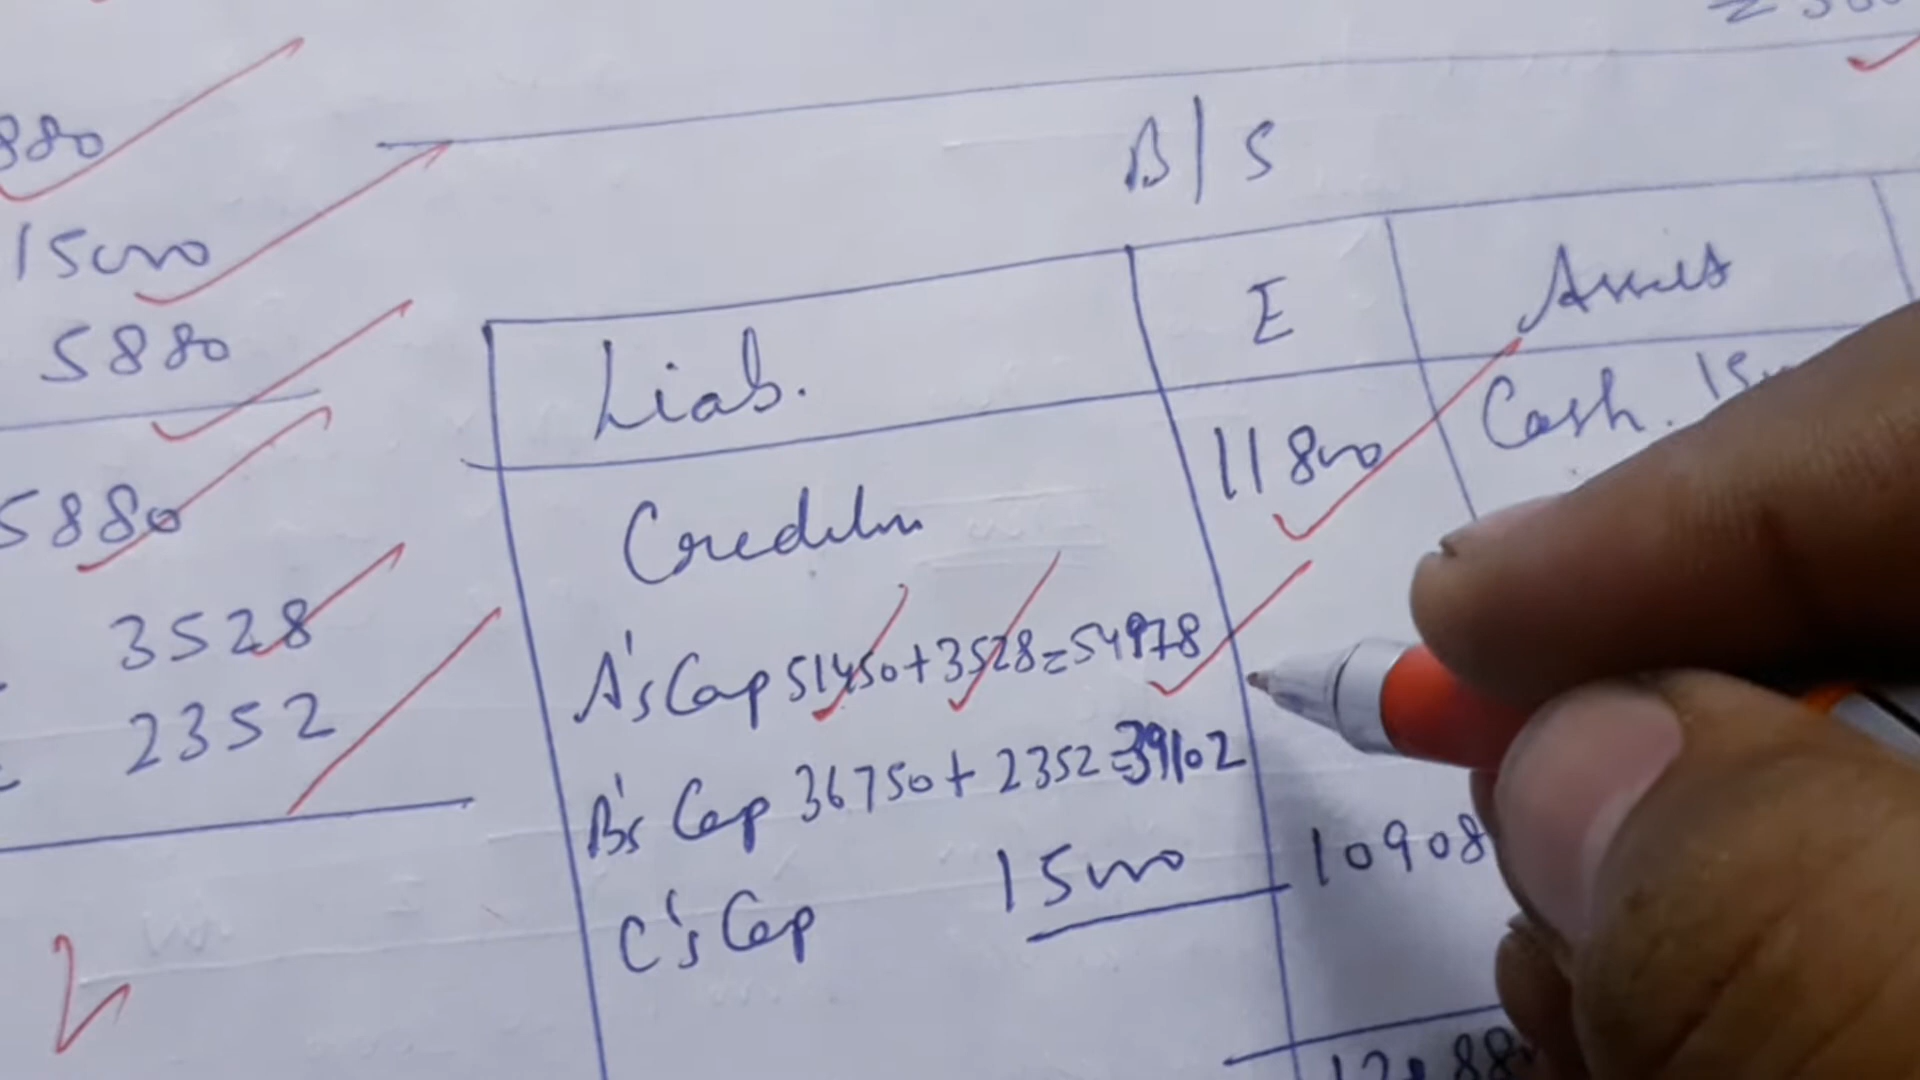 880
15000
5880
5880
3528
2352
B/S
Liab. E Assets
Creditors 11800 Cash. 15
A's Cap 51450+3528=54978
B's Cap 36750+2352=39102
C's Cap 15000 10908